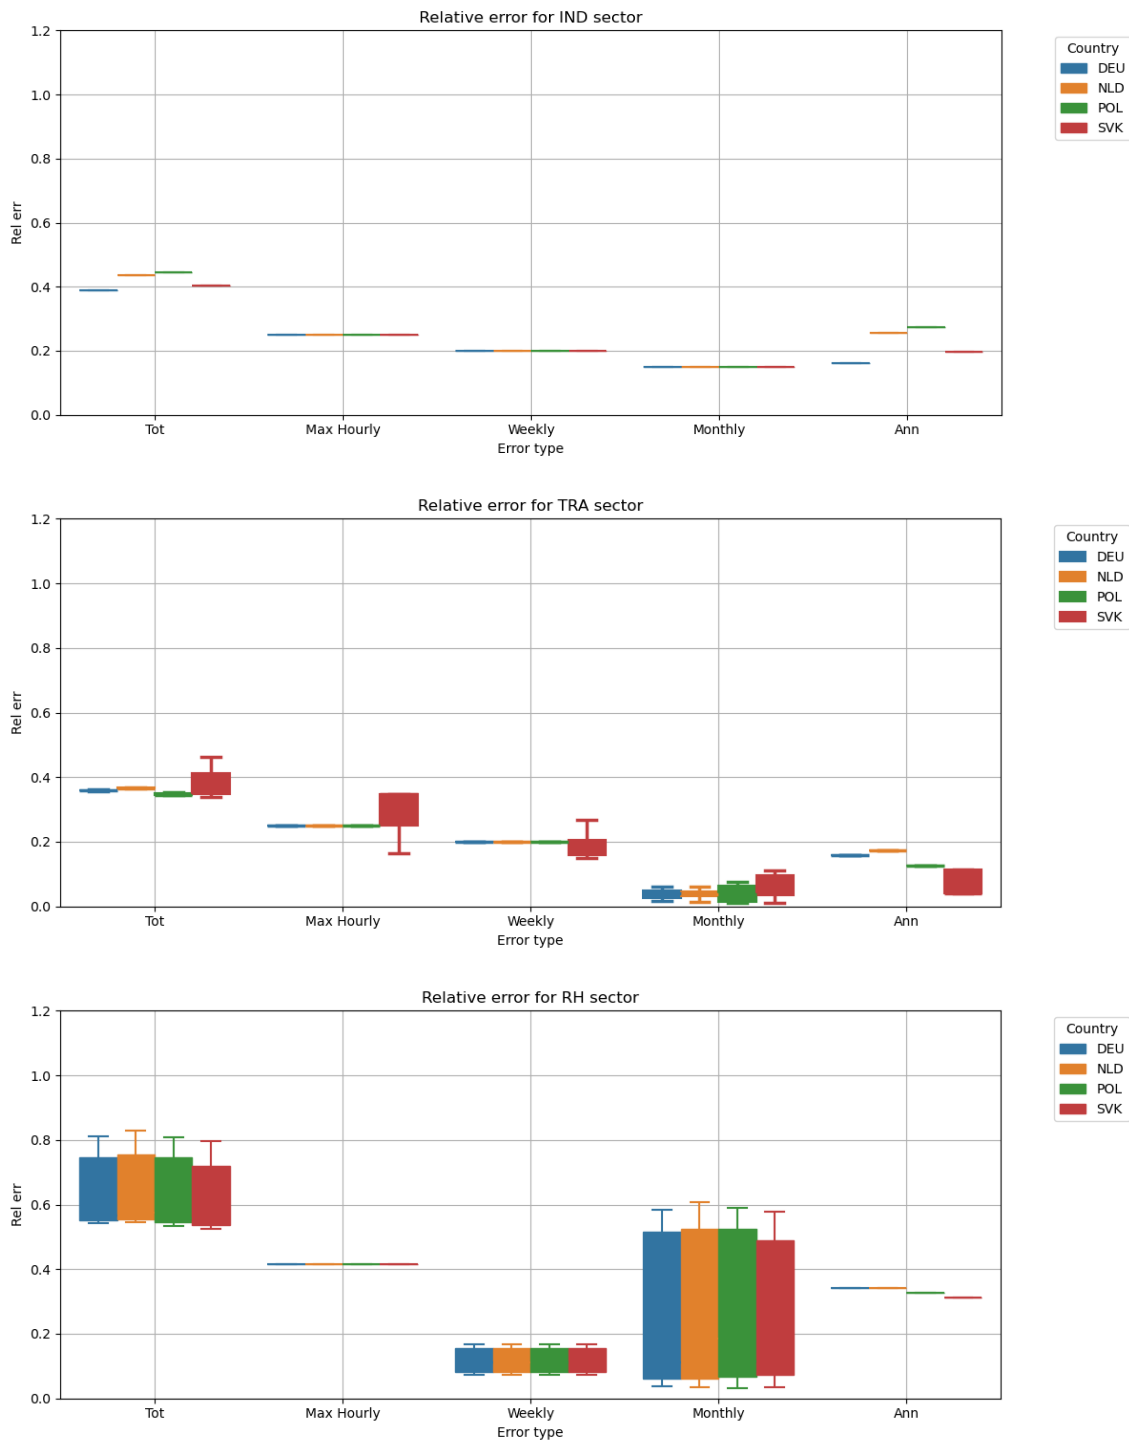 Relative error for IND sector
1.2
1.0
0.8
0.6
0.4
0.2
0.0
Rel err
Tot Max Hourly Weekly Monthly Ann
Error type
Country
DEU
NLD
POL
SVK
Relative error for TRA sector
1.2
1.0
0.8
0.6
0.4
0.2
0.0
Rel err
Tot Max Hourly Weekly Monthly Ann
Error type
Country
DEU
NLD
POL
SVK
Relative error for RH sector
1.2
1.0
0.8
0.6
0.4
0.2
0.0
Rel err
Tot Max Hourly Weekly Monthly Ann
Error type
Country
DEU
NLD
POL
SVK